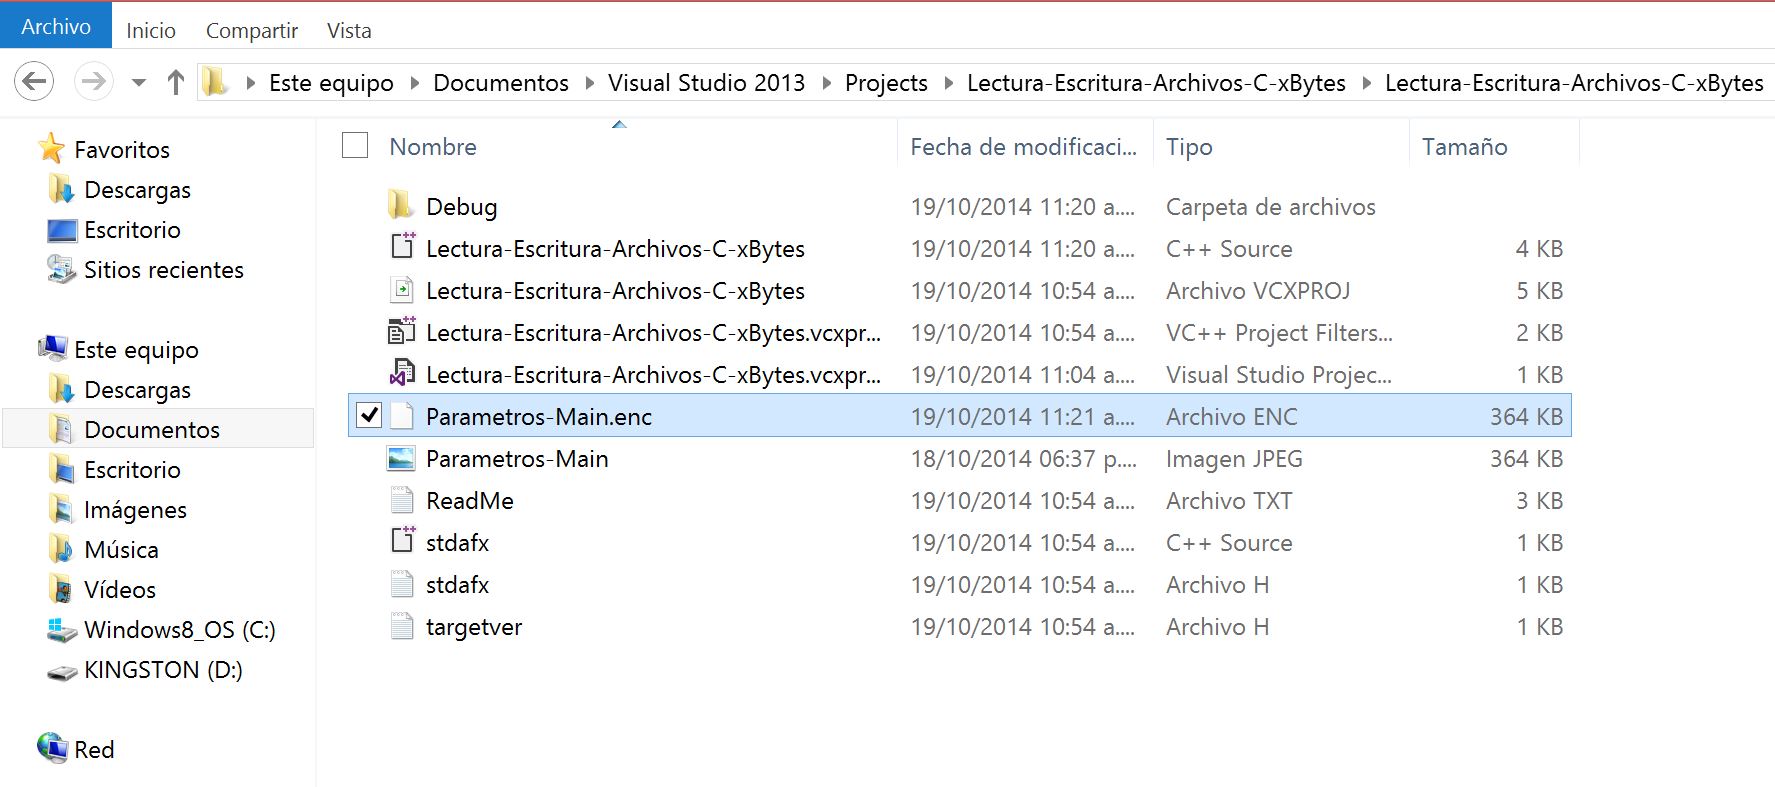 Archivo Inicio Compartir Vista
Este equipo Documentos Visual Studio 2013 Projects Lectura-Escritura-Archivos-C-xBytes Lectura-Escritura-Archivos-C-xBytes
Favoritos
Descargas
Escritorio
Sitios recientes
Este equipo
Descargas
Documentos
Escritorio
Imágenes
Música
Vídeos
Windows8_OS (C:)
KINGSTON (D:)
Red
Nombre Fecha de modificaci... Tipo Tamaño
Debug 19/10/2014 11:20 a.... Carpeta de archivos
Lectura-Escritura-Archivos-C-xBytes 19/10/2014 11:20 a.... C++ Source 4 KB
Lectura-Escritura-Archivos-C-xBytes 19/10/2014 10:54 a.... Archivo VCXPROJ 5 KB
Lectura-Escritura-Archivos-C-xBytes.vcxpr... 19/10/2014 10:54 a.... VC++ Project Filters... 2 KB
Lectura-Escritura-Archivos-C-xBytes.vcxpr... 19/10/2014 11:04 a.... Visual Studio Projec... 1 KB
Parametros-Main.enc 19/10/2014 11:21 a.... Archivo ENC 364 KB
Parametros-Main 18/10/2014 06:37 p.... Imagen JPEG 364 KB
ReadMe 19/10/2014 10:54 a.... Archivo TXT 3 KB
stdafx 19/10/2014 10:54 a.... C++ Source 1 KB
stdafx 19/10/2014 10:54 a.... Archivo H 1 KB
targetver 19/10/2014 10:54 a.... Archivo H 1 KB